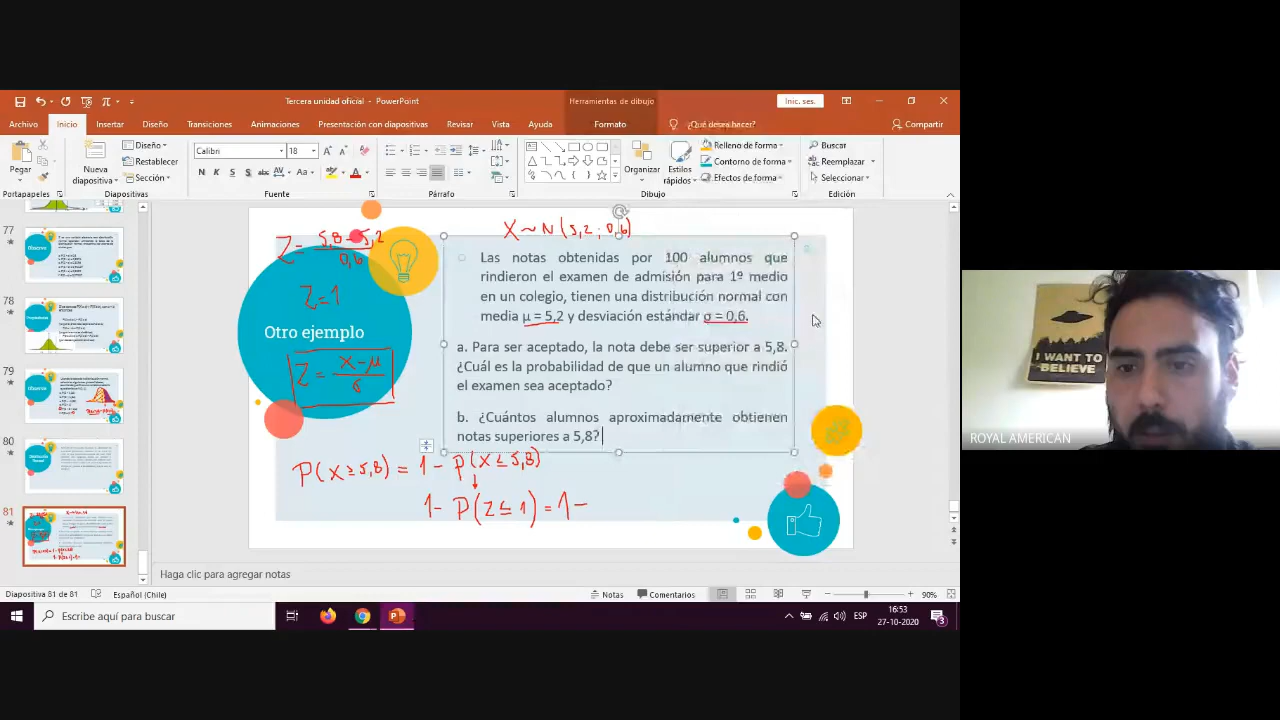 Tercera unidad oficial - PowerPoint
Herramientas de dibujo
Inic. ses.
Archivo
Inicio
Insertar
Diseño
Transiciones
Animaciones
Presentación con diapositivas
Revisar
Vista
Ayuda
Formato
Compartir
Pegar
Nueva diapositiva
Diseño
Restablecer
Sección
Calibri
18
Organizar
Estilos rápidos
Relleno de forma
Contorno de forma
Efectos de forma
Buscar
Reemplazar
Seleccionar
Portapapeles
Diapositivas
Fuente
Párrafo
Dibujo
Edición
77
78
79
80
81
X ~ N (5,2 ; 0,6)
Z = 5,8 - 5,2 / 0,6
Z = 1
Otro ejemplo
Z = X - μ / σ
Las notas obtenidas por 100 alumnos que
rindieron el examen de admisión para 1º medio
en un colegio, tienen una distribución normal con
media μ = 5,2 y desviación estándar σ = 0,6.
a. Para ser aceptado, la nota debe ser superior a 5,8.
¿Cuál es la probabilidad de que un alumno que rindió
el examen sea aceptado?
b. ¿Cuántos alumnos aproximadamente obtienen
notas superiores a 5,8?
P(X ≥ 5,8) = 1 - P(X ≤ 5,8)
1 - P(Z ≤ 1) = 1 -
Haga clic para agregar notas
Diapositiva 81 de 81
Español (Chile)
Notas
Comentarios
90%
Escribe aquí para buscar
ESP
16:53
27-10-2020
3
I WANT TO
BELIEVE
ROYAL AMERICAN